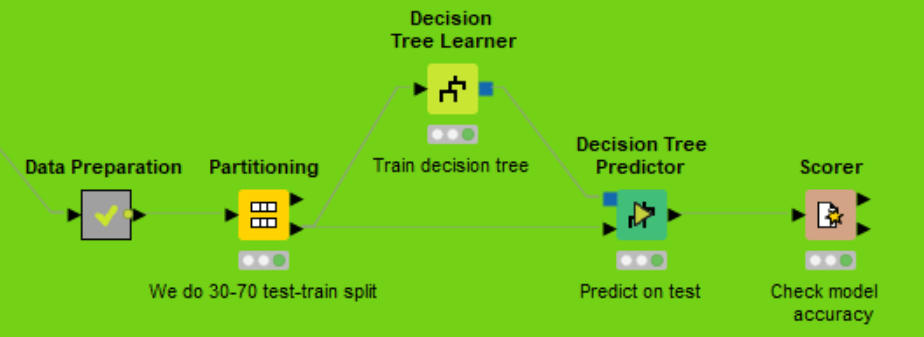 Decision
Tree Learner
Train decision tree
Data Preparation
Partitioning
We do 30-70 test-train split
Decision Tree
Predictor
Predict on test
Scorer
Check model
accuracy